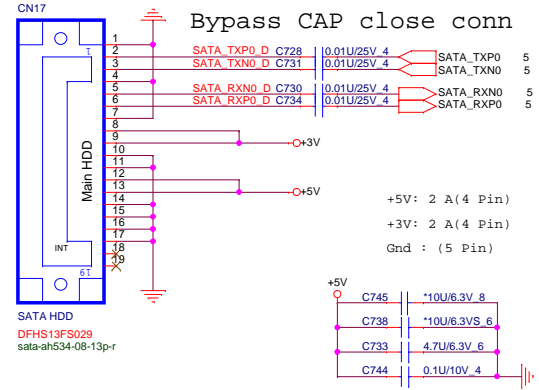 CN17
Bypass CAP close conn
1
1
2
SATA_TXP0_D C728 0.01U/25V_4 SATA_TXP0 5
3
SATA_TXN0_D C731 0.01U/25V_4 SATA_TXN0 5
4
5
SATA_RXN0_D C730 0.01U/25V_4 SATA_RXN0 5
6
SATA_RXP0_D C734 0.01U/25V_4 SATA_RXP0 5
7
8
9
+3V
10
11
12
13
+5V
14
15
16
17
18
19
19
Main HDD
INT
+5V: 2 A(4 Pin)
+3V: 2 A(4 Pin)
Gnd : (5 Pin)
SATA HDD
DFHS13FS029
sata-ah534-08-13p-r
+5V
C745 *10U/6.3V_8
C738 *10U/6.3VS_6
C733 4.7U/6.3V_6
C744 0.1U/10V_4